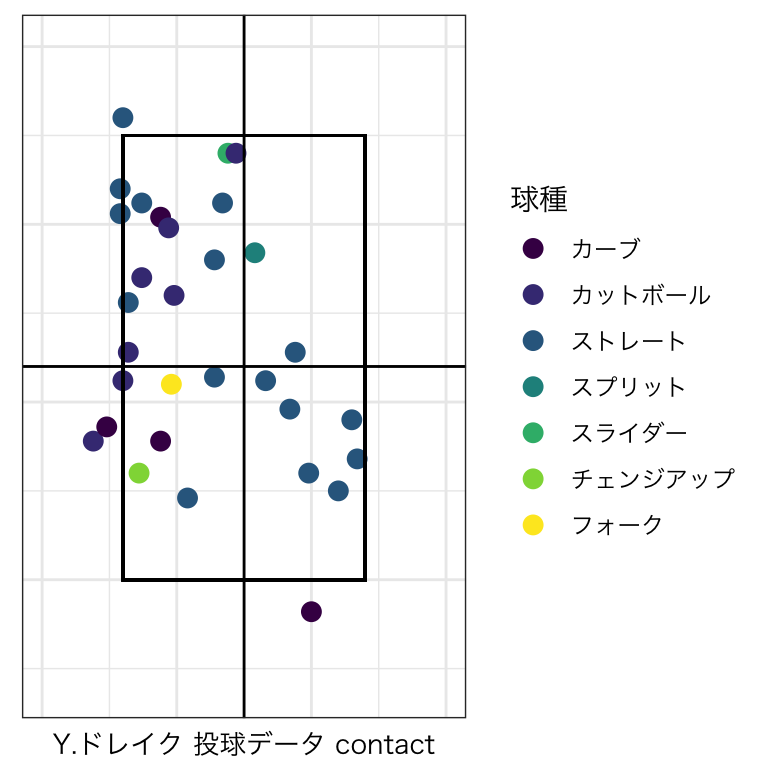 球種
カーブ
カットボール
ストレート
スプリット
スライダー
チェンジアップ
フォーク
Y.ドレイク 投球データ contact